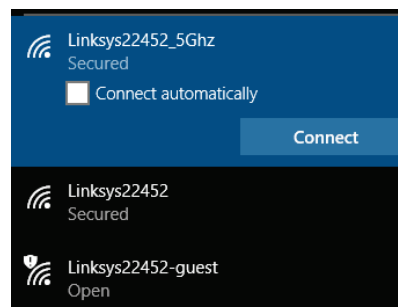 Linksys22452_5Ghz
Secured
Connect automatically
Connect
Linksys22452
Secured
Linksys22452-guest
Open